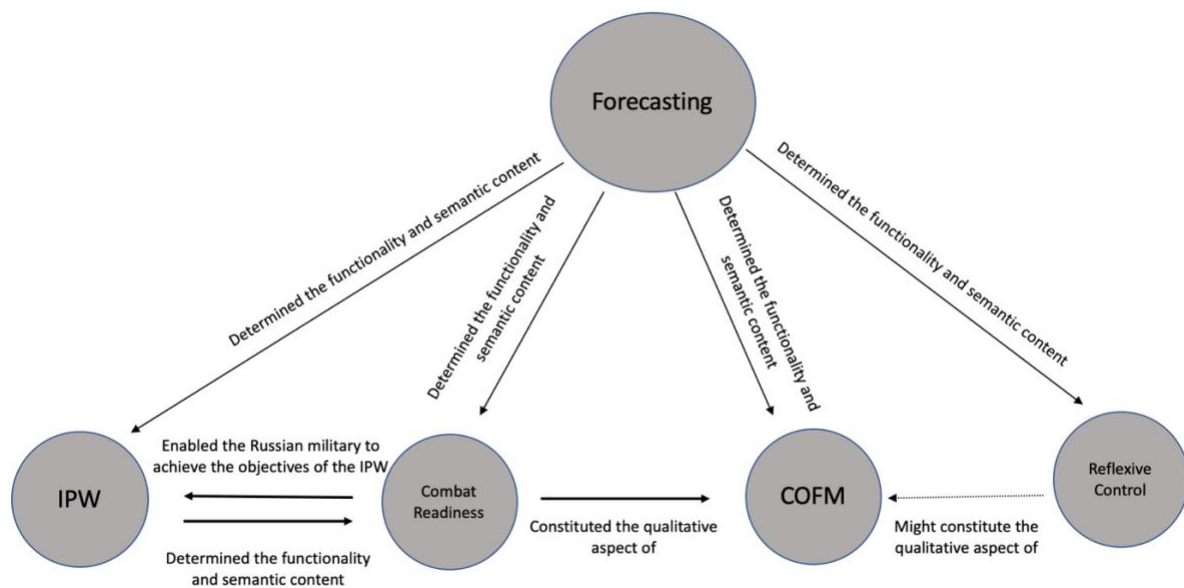 Forecasting
Determined the functionality and semantic content
Determined the functionality and
semantic content
Determined the functionality and
semantic content
Determined the functionality and semantic content
Enabled the Russian military to
achieve the objectives of the IPW
IPW
Combat
Readiness
COFM
Reflexive
Control
Determined the functionality
and semantic content
Constituted the qualitative
aspect of
Might constitute the
qualitative aspect of